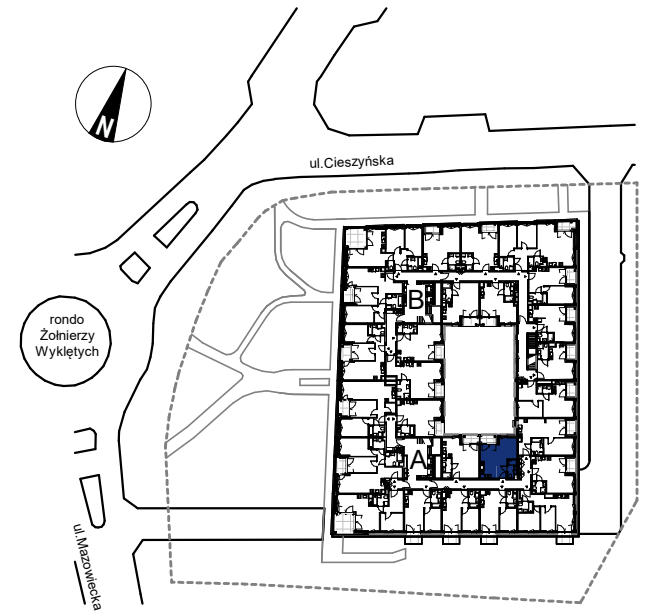 N
ul.Cieszyńska
B
rondo
Żołnierzy
Wyklętych
A
ul.Mazowiecka